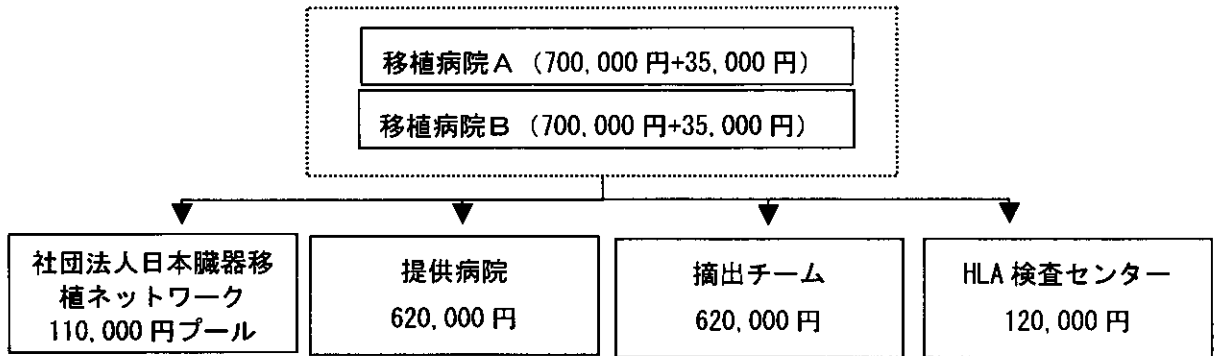 移植病院A (700,000円+35,000円)
移植病院B (700,000円+35,000円)
社団法人日本臓器移
植ネットワーク
110,000円プール
提供病院
620,000円
摘出チーム
620,000円
HLA検査センター
120,000円